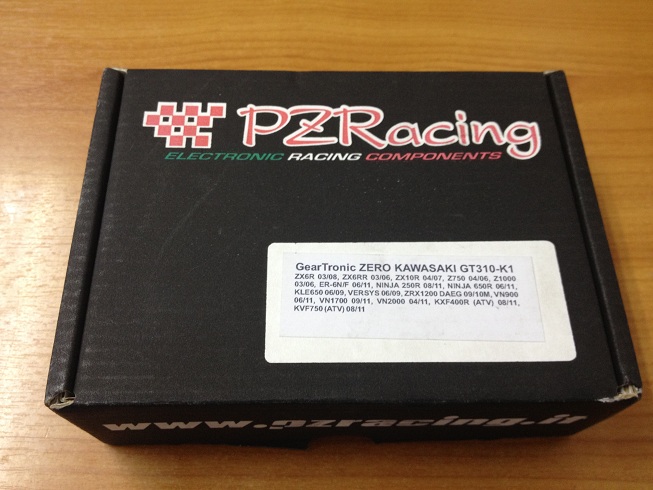 PZRacing
ELECTRONIC RACING COMPONENTS
GearTronic ZERO KAWASAKI GT310-K1
ZX6R 03/08, ZX6RR 03/06, ZX10R 04/07, Z750 04/06, Z1000
03/06, ER-6N/F 06/11, NINJA 250R 08/11, NINJA 650R 06/11,
KLE650 06/09, VERSYS 06/09, ZRX1200 DAEG 09/10M, VN900
06/11, VN1700 09/11, VN2000 04/11, KXF400R (ATV) 08/11,
KVF750 (ATV) 08/11
www.pzracing.it